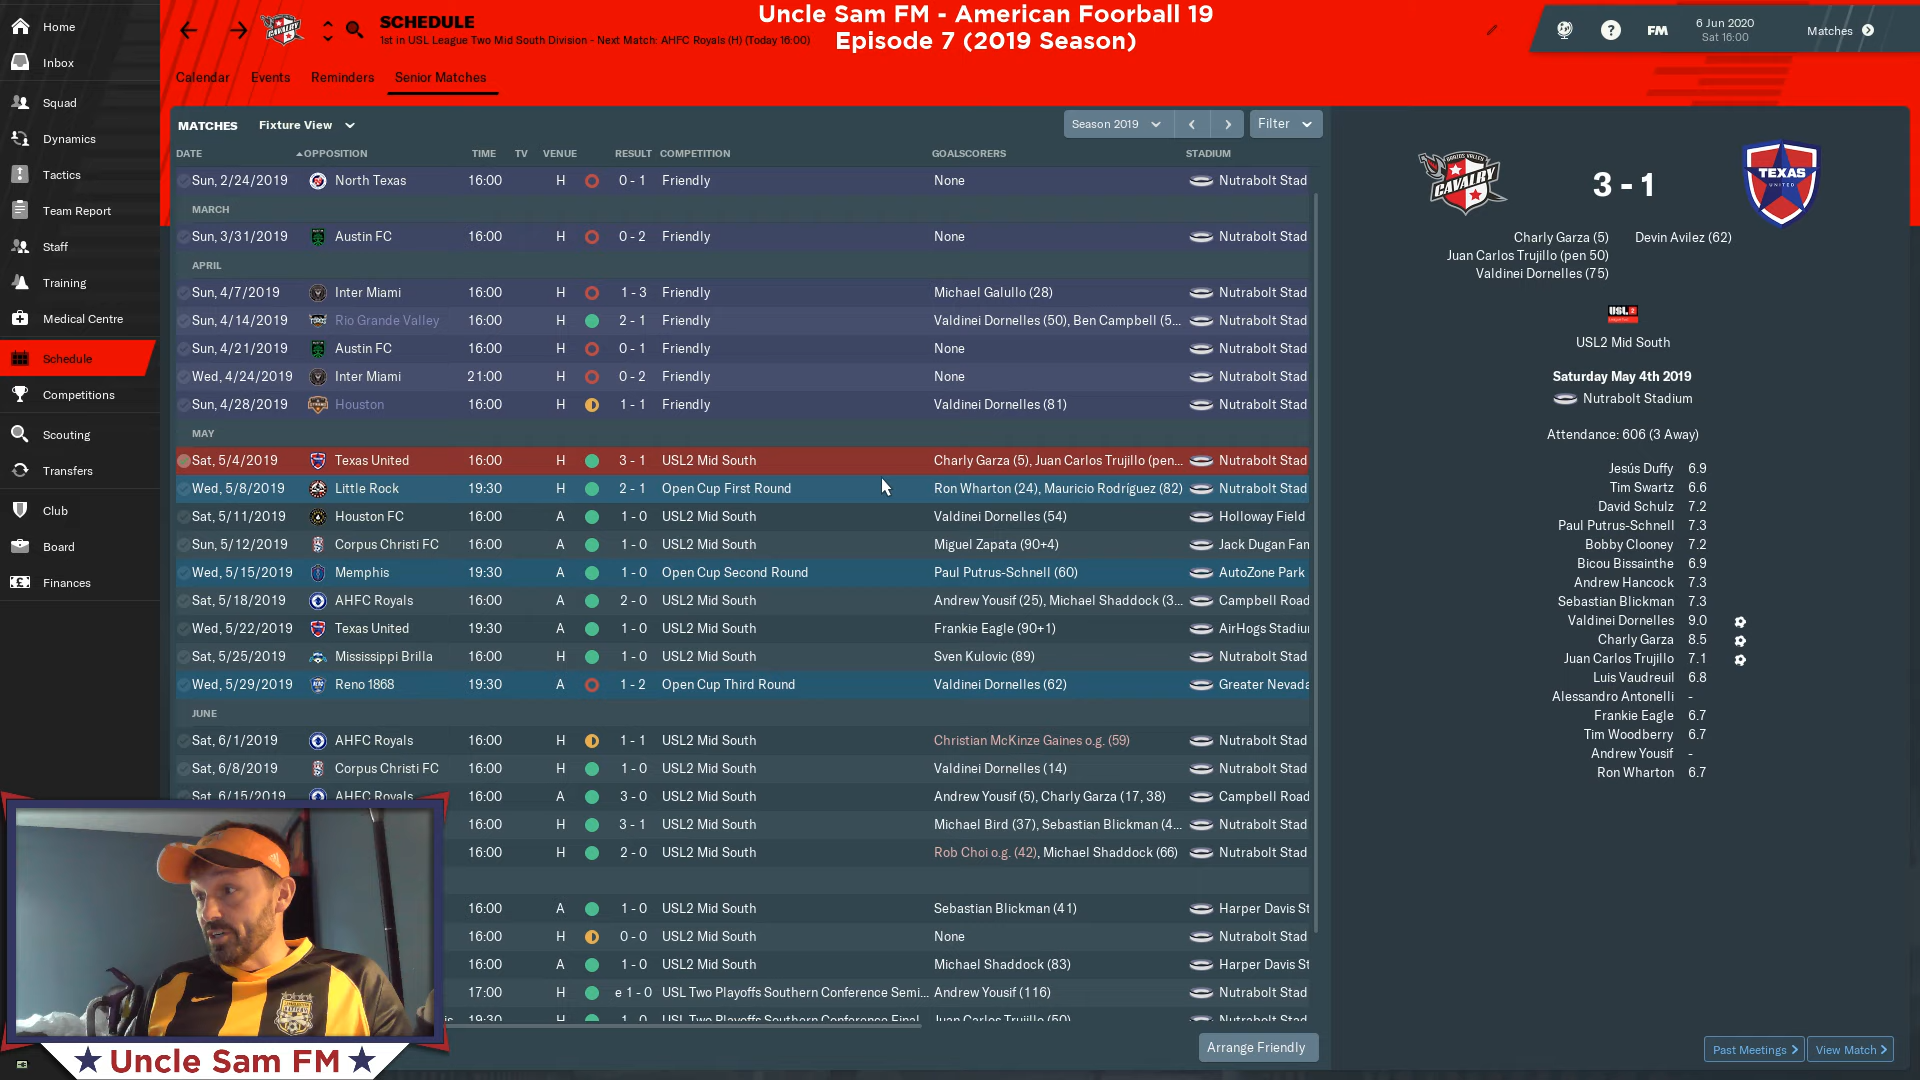 Home
Inbox
Squad
Dynamics
Tactics
Team Report
Staff
Training
Medical Centre
Schedule
Competitions
Scouting
Transfers
Club
Board
Finances
SCHEDULE
1st in USL League Two Mid South Division - Next Match: AHFC Royals (H) (Today 16:00)
Uncle Sam FM - American Foorball 19
Episode 7 (2019 Season)
FM
6 Jun 2020
Sat 16:00
Matches
Calendar Events Reminders Senior Matches
MATCHES Fixture View Season 2019 Filter
DATE OPPOSITION TIME TV VENUE RESULT COMPETITION GOALSCORERS STADIUM
Sun, 2/24/2019 North Texas 16:00 H 0 - 1 Friendly None Nutrabolt Stad
MARCH
Sun, 3/31/2019 Austin FC 16:00 H 0 - 2 Friendly None Nutrabolt Stad
APRIL
Sun, 4/7/2019 Inter Miami 16:00 H 1 - 3 Friendly Michael Galullo (28) Nutrabolt Stad
Sun, 4/14/2019 Rio Grande Valley 16:00 H 2 - 1 Friendly Valdinei Dornelles (50), Ben Campbell (5... Nutrabolt Stad
Sun, 4/21/2019 Austin FC 16:00 H 0 - 1 Friendly None Nutrabolt Stad
Wed, 4/24/2019 Inter Miami 21:00 H 0 - 2 Friendly None Nutrabolt Stad
Sun, 4/28/2019 Houston 16:00 H 1 - 1 Friendly Valdinei Dornelles (81) Nutrabolt Stad
MAY
Sat, 5/4/2019 Texas United 16:00 H 3 - 1 USL2 Mid South Charly Garza (5), Juan Carlos Trujillo (pen... Nutrabolt Stad
Wed, 5/8/2019 Little Rock 19:30 H 2 - 1 Open Cup First Round Ron Wharton (24), Mauricio Rodríguez (82) Nutrabolt Stad
Sat, 5/11/2019 Houston FC 16:00 A 1 - 0 USL2 Mid South Valdinei Dornelles (54) Holloway Field
Sun, 5/12/2019 Corpus Christi FC 16:00 A 1 - 0 USL2 Mid South Miguel Zapata (90+4) Jack Dugan Fam
Wed, 5/15/2019 Memphis 19:30 A 1 - 0 Open Cup Second Round Paul Putrus-Schnell (60) AutoZone Park
Sat, 5/18/2019 AHFC Royals 16:00 A 2 - 0 USL2 Mid South Andrew Yousif (25), Michael Shaddock (3... Campbell Road
Wed, 5/22/2019 Texas United 19:30 A 1 - 0 USL2 Mid South Frankie Eagle (90+1) AirHogs Stadiu
Sat, 5/25/2019 Mississippi Brilla 16:00 H 1 - 0 USL2 Mid South Sven Kulovic (89) Nutrabolt Stad
Wed, 5/29/2019 Reno 1868 19:30 A 1 - 2 Open Cup Third Round Valdinei Dornelles (62) Greater Nevada
JUNE
Sat, 6/1/2019 AHFC Royals 16:00 H 1 - 1 USL2 Mid South Christian McKinze Gaines o.g. (59) Nutrabolt Stad
Sat, 6/8/2019 Corpus Christi FC 16:00 H 1 - 0 USL2 Mid South Valdinei Dornelles (14) Nutrabolt Stad
Sat, 6/15/2019 AHFC Royals 16:00 A 3 - 0 USL2 Mid South Andrew Yousif (5), Charly Garza (17, 38) Campbell Road
16:00 H 3 - 1 USL2 Mid South Michael Bird (37), Sebastian Blickman (4... Nutrabolt Stad
16:00 H 2 - 0 USL2 Mid South Rob Choi o.g. (42), Michael Shaddock (66) Nutrabolt Stad
16:00 A 1 - 0 USL2 Mid South Sebastian Blickman (41) Harper Davis St
16:00 H 0 - 0 USL2 Mid South None Nutrabolt Stad
16:00 A 1 - 0 USL2 Mid South Michael Shaddock (83) Harper Davis St
17:00 H e 1 - 0 USL Two Playoffs Southern Conference Semi... Andrew Yousif (116) Nutrabolt Stad
19:30 H 1 - 0 USL Two Playoffs Southern Conference Final Juan Carlos Trujillo (50) Nutrabolt Stad
Arrange Friendly
CAVALRY
3 - 1
TEXAS
UNITED
Charly Garza (5) Devin Avilez (62)
Juan Carlos Trujillo (pen 50)
Valdinei Dornelles (75)
USL2
USL2 Mid South
Saturday May 4th 2019
Nutrabolt Stadium
Attendance: 606 (3 Away)
Jesús Duffy 6.9
Tim Swartz 6.6
David Schulz 7.2
Paul Putrus-Schnell 7.3
Bobby Clooney 7.2
Bicou Bissainthe 6.9
Andrew Hancock 7.3
Sebastian Blickman 7.3
Valdinei Dornelles 9.0
Charly Garza 8.5
Juan Carlos Trujillo 7.1
Luis Vaudreuil 6.8
Alessandro Antonelli -
Frankie Eagle 6.7
Tim Woodberry 6.7
Andrew Yousif -
Ron Wharton 6.7
Past Meetings View Match
Uncle Sam FM